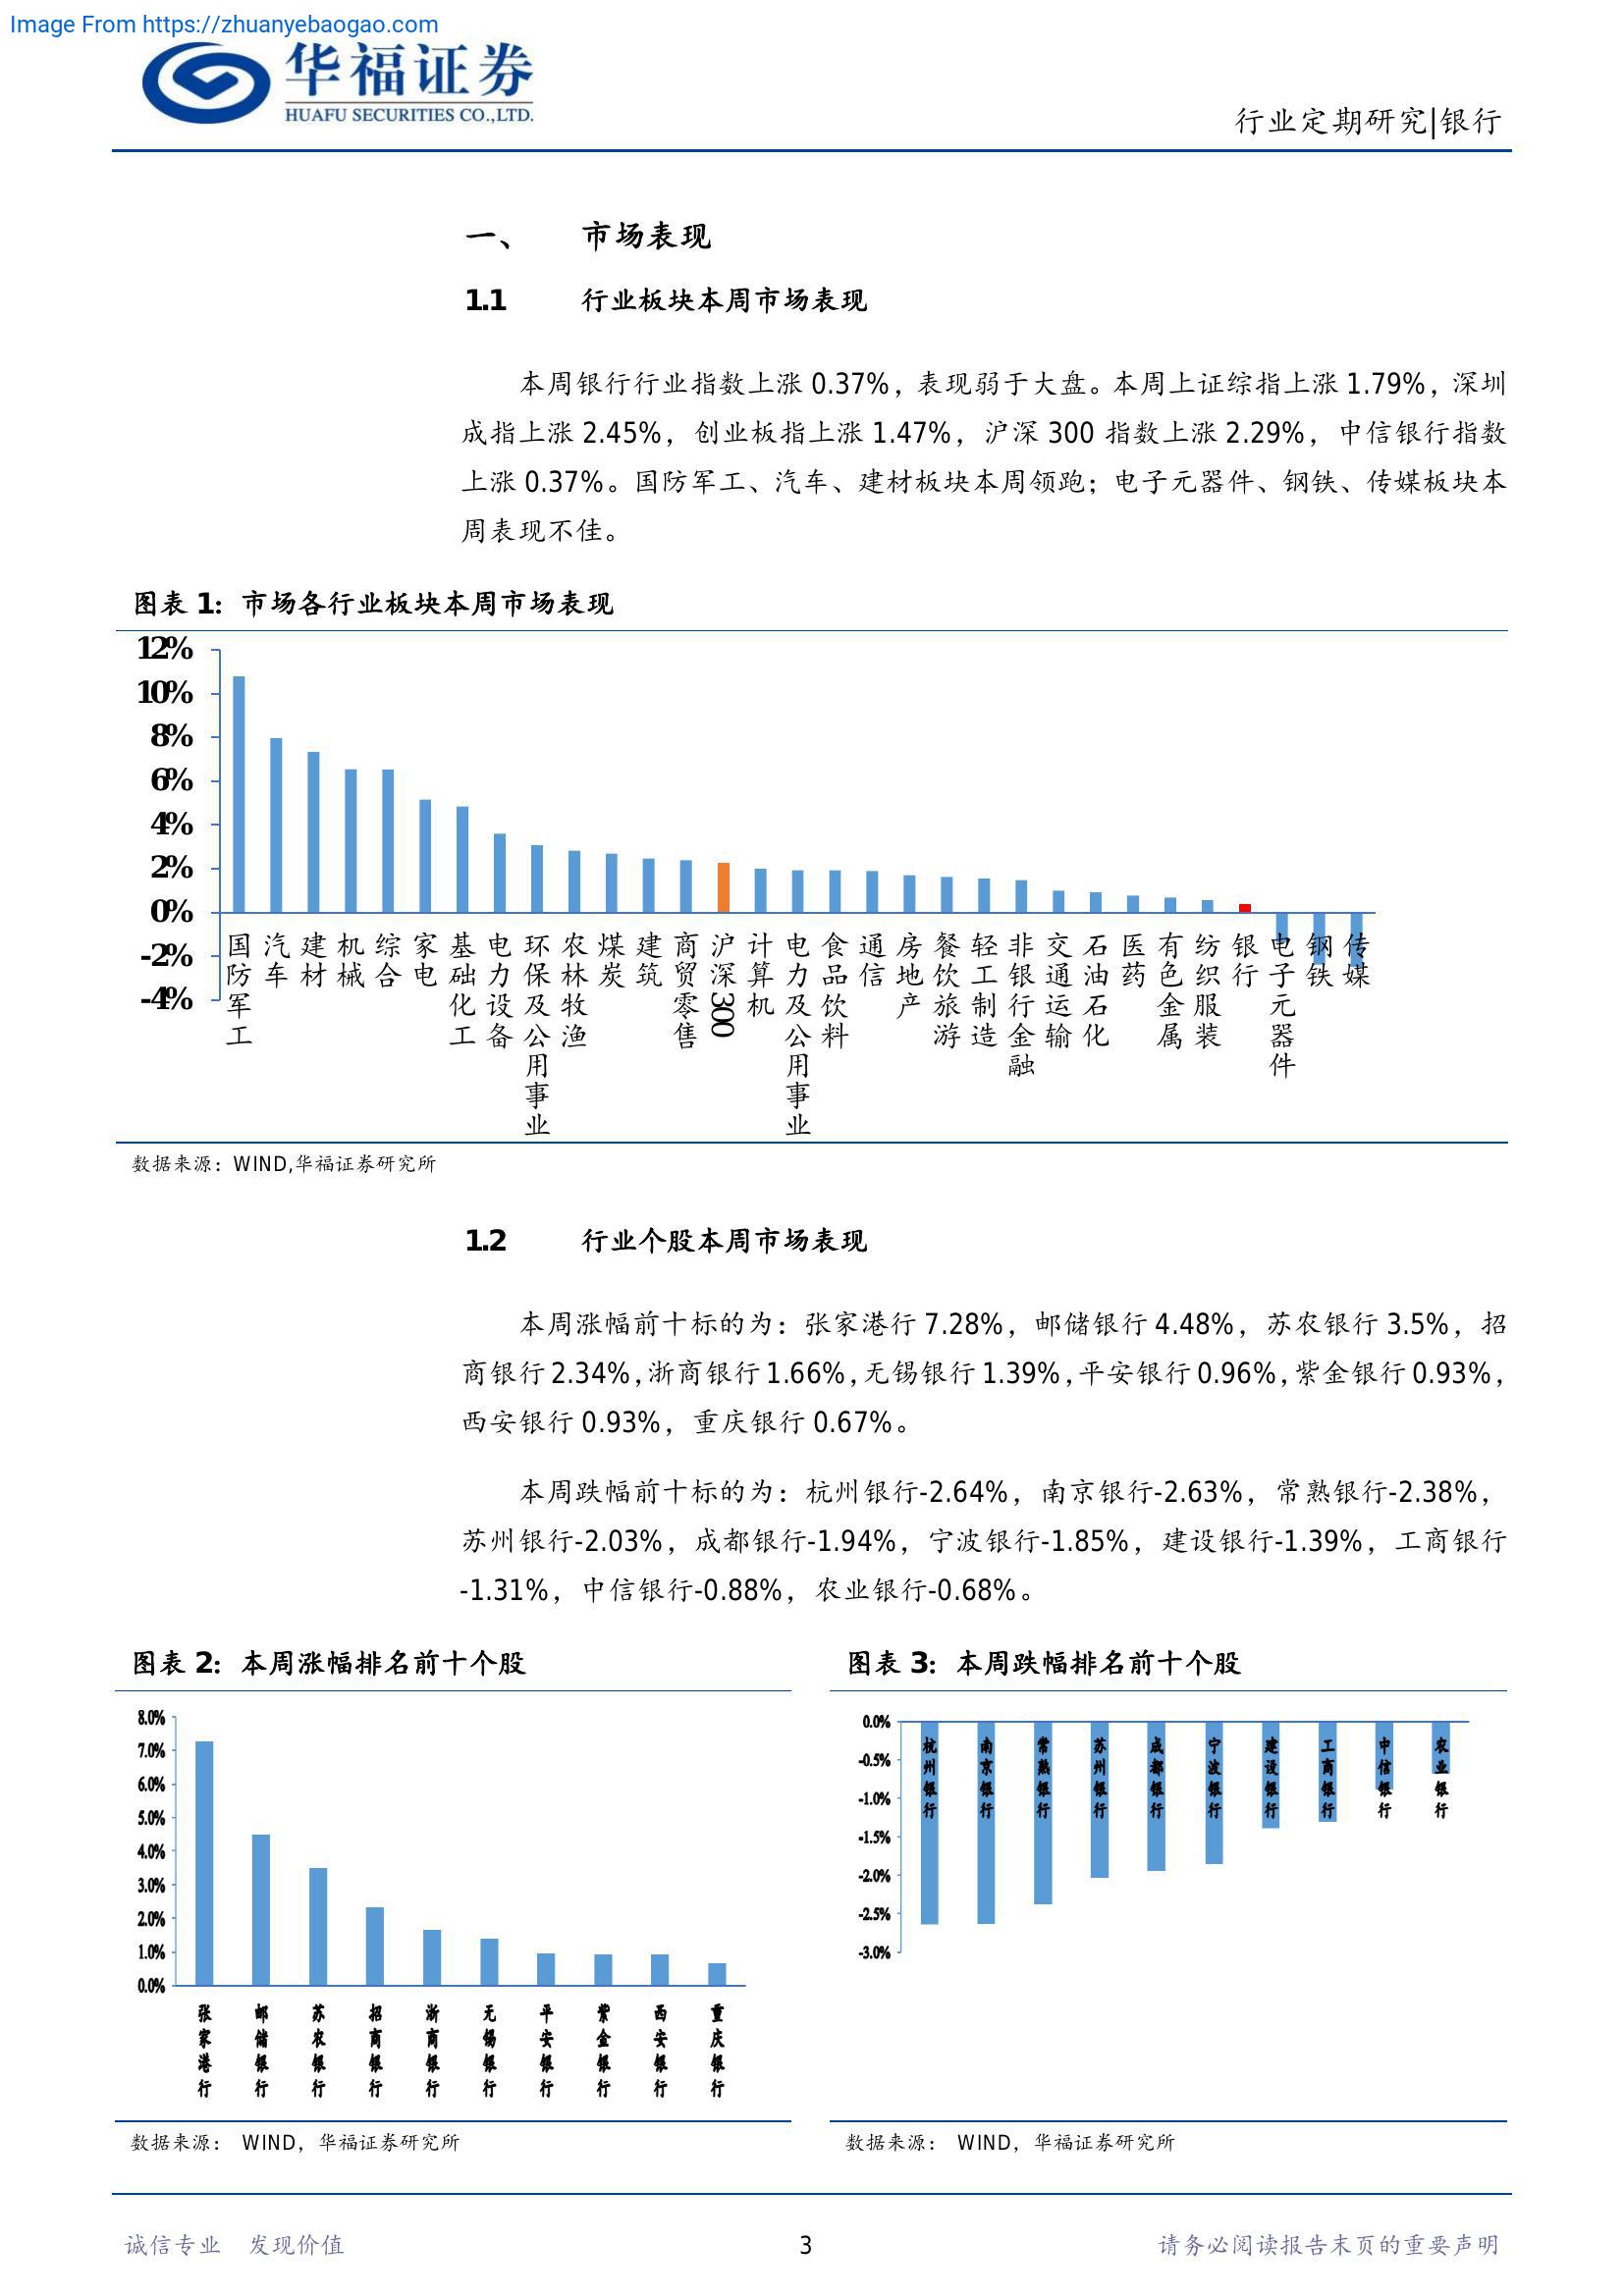 Image From https://zhuanyebaogao.com
华福证券
HUAFU SECURITIES CO.,LTD.
行业定期研究|银行
一、 市场表现
1.1 行业板块本周市场表现
本周银行行业指数上涨 0.37%，表现弱于大盘。本周上证综指上涨 1.79%，深圳
成指上涨 2.45%，创业板指上涨 1.47%，沪深 300 指数上涨 2.29%，中信银行指数
上涨 0.37%。国防军工、汽车、建材板块本周领跑；电子元器件、钢铁、传媒板块本
周表现不佳。
图表 1：市场各行业板块本周市场表现
12%
10%
8%
6%
4%
2%
0%
-2%
-4%
国防军工
汽车
建材
机械
综合
家电
基础化工
电力设备
环保及公用事业
农林牧渔
煤炭
建筑
商贸零售
沪深300
计算机
电力及公用事业
食品饮料
通信
房地产
餐饮旅游
轻工制造
非银行金融
交通运输
石油石化
医药
有色金属
纺织服装
银行
电子元器件
钢铁
传媒
数据来源：WIND,华福证券研究所
1.2 行业个股本周市场表现
本周涨幅前十标的为：张家港行 7.28%，邮储银行 4.48%，苏农银行 3.5%，招
商银行 2.34%，浙商银行 1.66%，无锡银行 1.39%，平安银行 0.96%，紫金银行 0.93%，
西安银行 0.93%，重庆银行 0.67%。
本周跌幅前十标的为：杭州银行-2.64%，南京银行-2.63%，常熟银行-2.38%，
苏州银行-2.03%，成都银行-1.94%，宁波银行-1.85%，建设银行-1.39%，工商银行
-1.31%，中信银行-0.88%，农业银行-0.68%。
图表 2：本周涨幅排名前十个股
8.0%
7.0%
6.0%
5.0%
4.0%
3.0%
2.0%
1.0%
0.0%
张家港行
邮储银行
苏农银行
招商银行
浙商银行
无锡银行
平安银行
紫金银行
西安银行
重庆银行
数据来源： WIND，华福证券研究所
图表 3：本周跌幅排名前十个股
0.0%
-0.5%
-1.0%
-1.5%
-2.0%
-2.5%
-3.0%
杭州银行
南京银行
常熟银行
苏州银行
成都银行
宁波银行
建设银行
工商银行
中信银行
农业银行
数据来源： WIND，华福证券研究所
诚信专业 发现价值
3
请务必阅读报告末页的重要声明